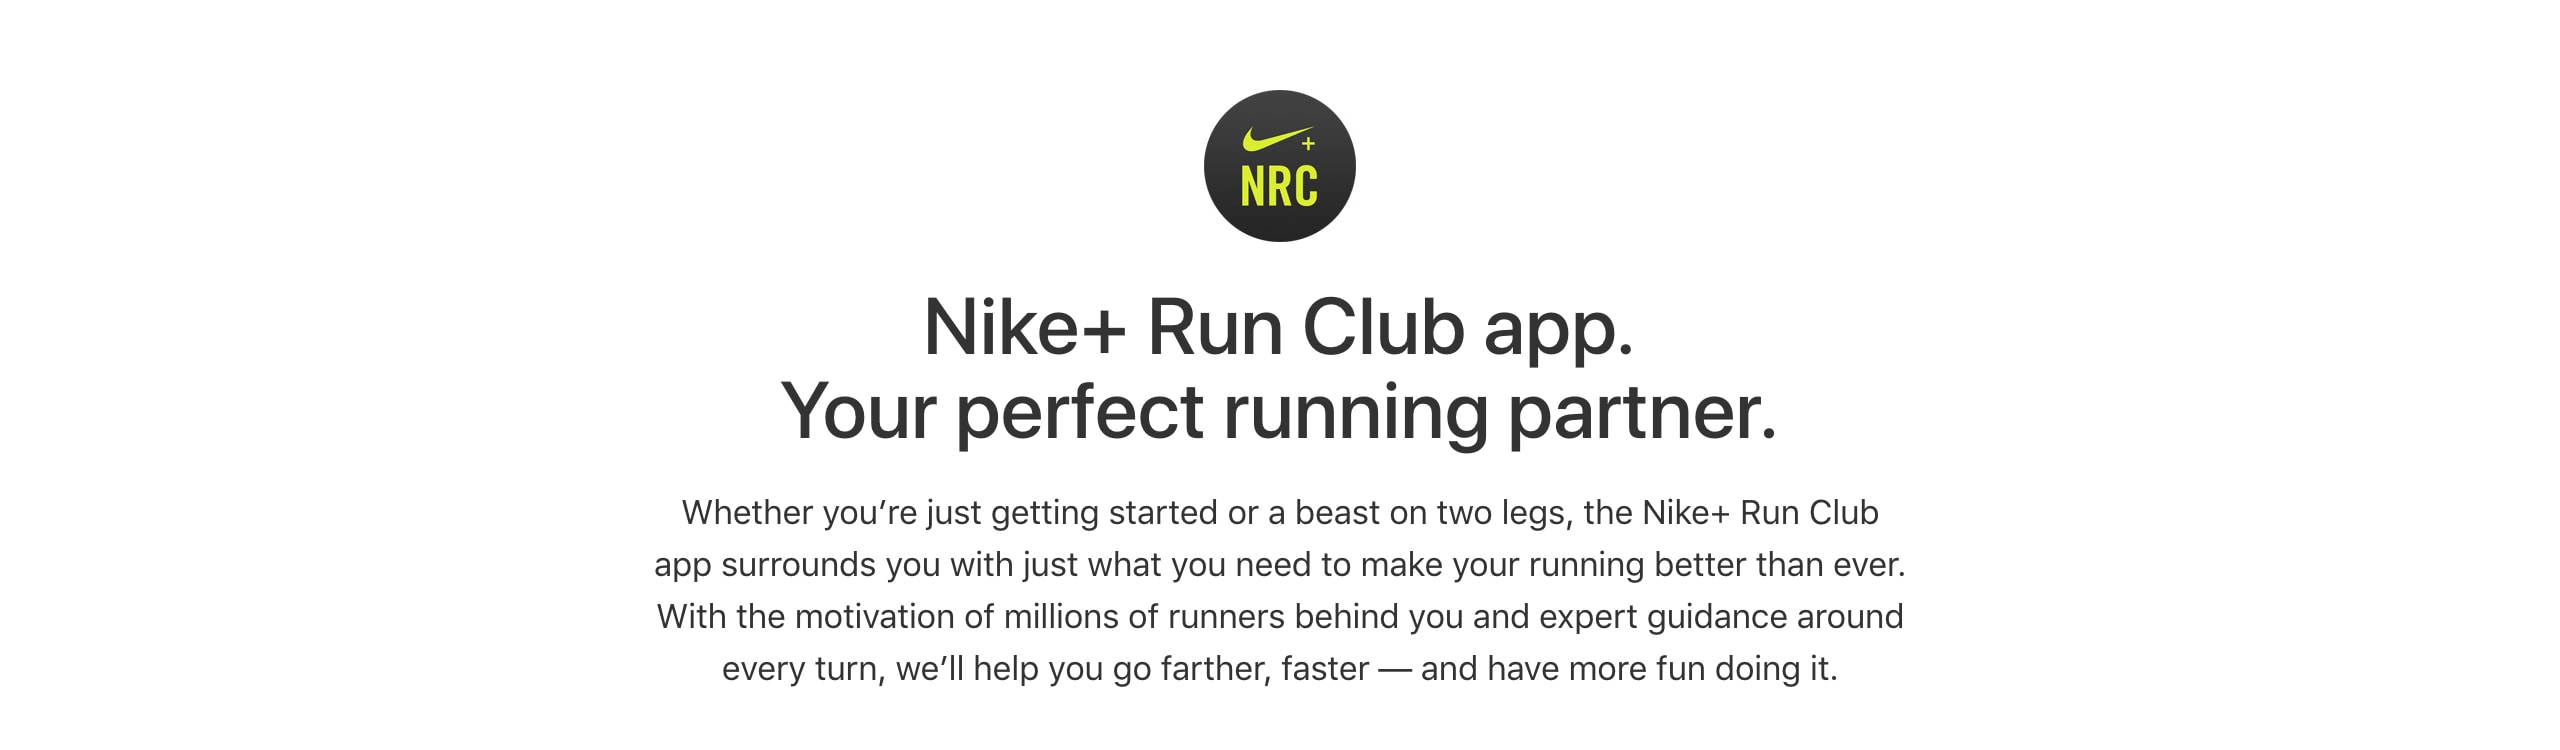 +
NRC
Nike+ Run Club app.
Your perfect running partner.
Whether you’re just getting started or a beast on two legs, the Nike+ Run Club
app surrounds you with just what you need to make your running better than ever.
With the motivation of millions of runners behind you and expert guidance around
every turn, we’ll help you go farther, faster — and have more fun doing it.